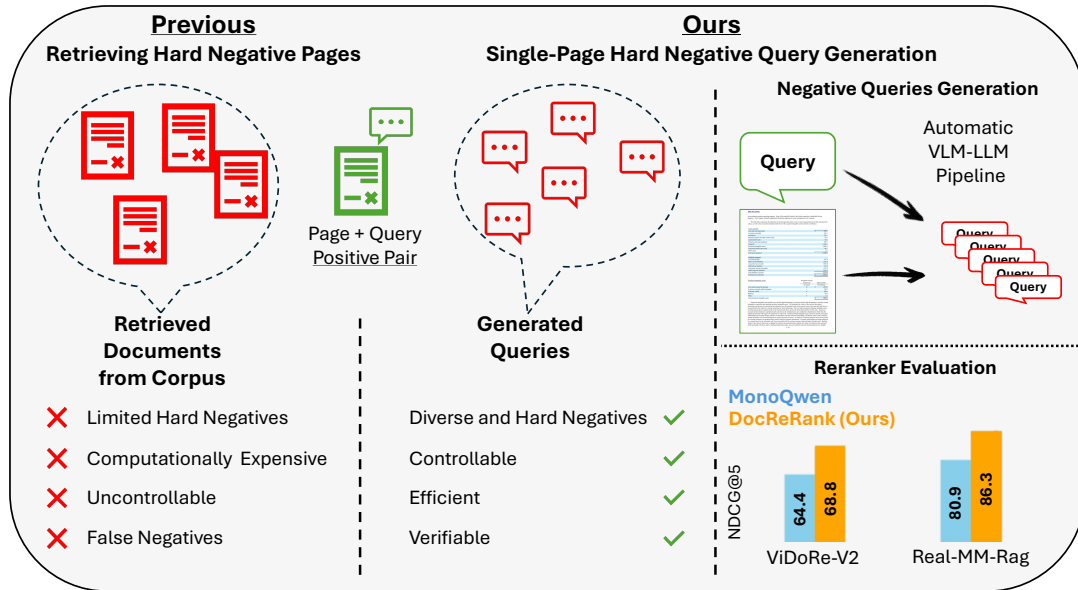 Previous
Retrieving Hard Negative Pages
Page + Query
Positive Pair
Retrieved
Documents
from Corpus
Limited Hard Negatives
Computationally Expensive
Uncontrollable
False Negatives
Ours
Single-Page Hard Negative Query Generation
Generated
Queries
Diverse and Hard Negatives
Controllable
Efficient
Verifiable
Negative Queries Generation
Query
Automatic
VLM-LLM
Pipeline
Query
Query
Query
Query
Query
Reranker Evaluation
MonoQwen
DocReRank (Ours)
NDCG@5
64.4
68.8
80.9
86.3
ViDoRe-V2
Real-MM-Rag